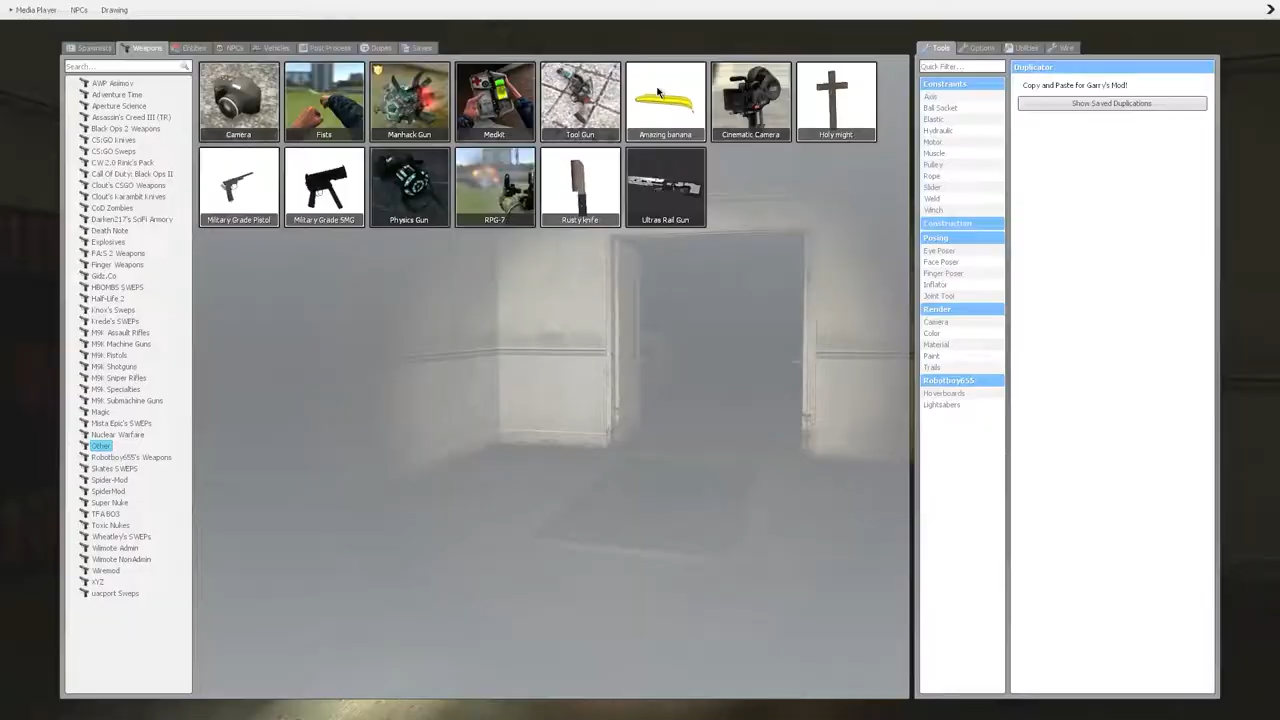 Media Player NPCs Drawing
Spawnlists Weapons Entities NPCs Vehicles Post Process Dupes Saves
Tools Options Utilities Wire
Search...
AWP Asimov
Adventure Time
Aperture Science
Assassin's Creed III (TR)
Black Ops 2 Weapons
CS:GO Knives
CS:GO Sweps
CW 2.0 Rinic's Pack
Call Of Duty: Black Ops II
Clout's CSGO Weapons
Clout's Karambit Knives
CoD Zombies
Darken217's SciFi Armory
Death Note
Explosives
FA:S 2 Weapons
Finger Weapons
Gidz.Co
HBOMBS SWEPS
Half-Life 2
Knox's Sweps
Krede's SWEPs
M9K Assault Rifles
M9K Machine Guns
M9K Pistols
M9K Shotguns
M9K Sniper Rifles
M9K Specialties
M9K Submachine Guns
Magic
Mista Epic's SWEPs
Nuclear Warfare
Other
Robotboy655's Weapons
Skates SWEPS
Spider-Mod
SpiderMod
Super Nuke
TFA BO3
Toxic Nukes
Wheatley's SWEPs
Wiimote Admin
Wiimote NonAdmin
Wiremod
XYZ
uacport Sweps
Camera
Fists
Manhack Gun
Medkit
Tool Gun
Amazing banana
Cinematic Camera
Holy might
Military Grade Pistol
Military Grade SMG
Physics Gun
RPG-7
Rusty knife
Ultras Rail Gun
Quick Filter...
Constraints
Axis
Ball Socket
Elastic
Hydraulic
Motor
Muscle
Pulley
Rope
Slider
Weld
Winch
Construction
Posing
Eye Poser
Face Poser
Finger Poser
Inflator
Joint Tool
Render
Camera
Color
Material
Paint
Trails
Robotboy655
Hoverboards
Lightsabers
Duplicator
Copy and Paste for Garry's Mod!
Show Saved Duplications